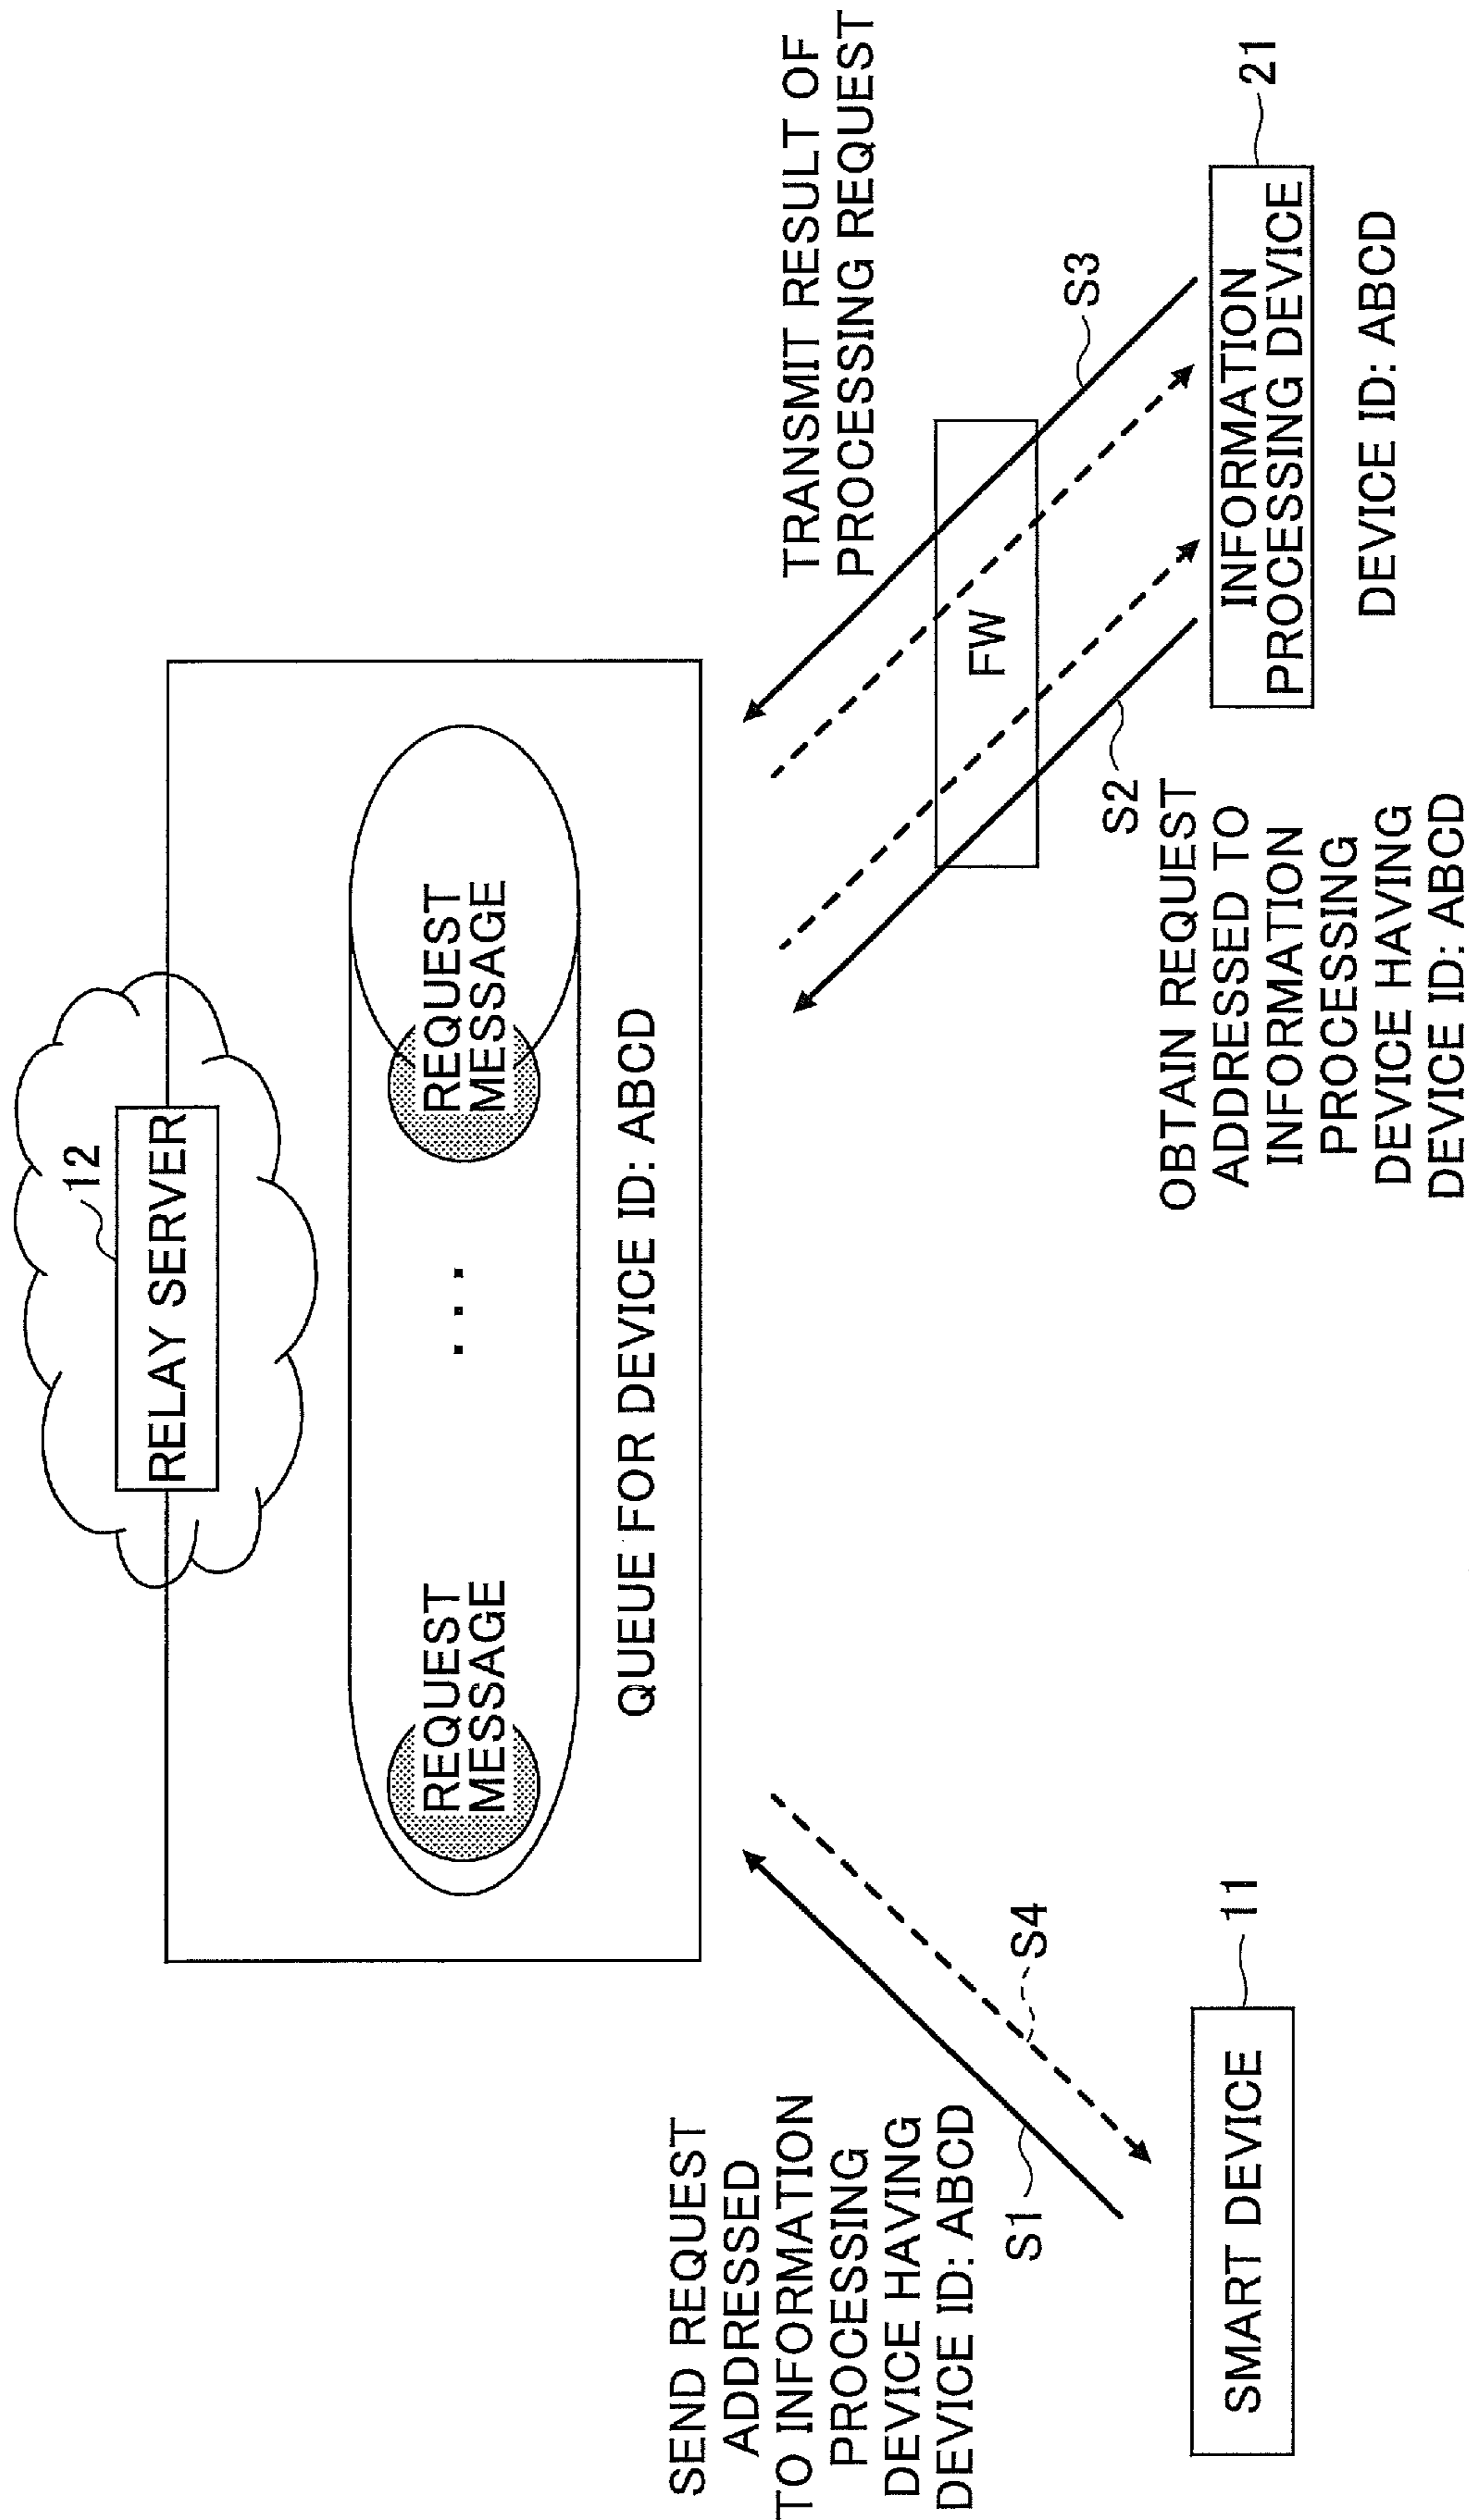 12
RELAY SERVER
REQUEST
MESSAGE
...
REQUEST
MESSAGE
QUEUE FOR DEVICE ID: ABCD
SEND REQUEST
ADDRESSED
TO INFORMATION
PROCESSING
DEVICE HAVING
DEVICE ID: ABCD
S1
S4
SMART DEVICE
11
TRANSMIT RESULT OF
PROCESSING REQUEST
FW
S3
S2
OBTAIN REQUEST
ADDRESSED TO
INFORMATION
PROCESSING
DEVICE HAVING
DEVICE ID: ABCD
INFORMATION
PROCESSING DEVICE
21
DEVICE ID: ABCD